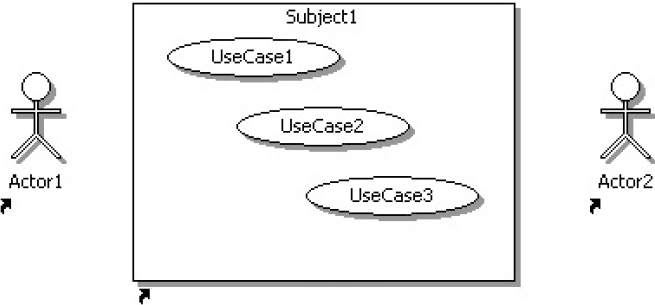 Subject1
UseCase1
UseCase2
UseCase3
Actor1
Actor2